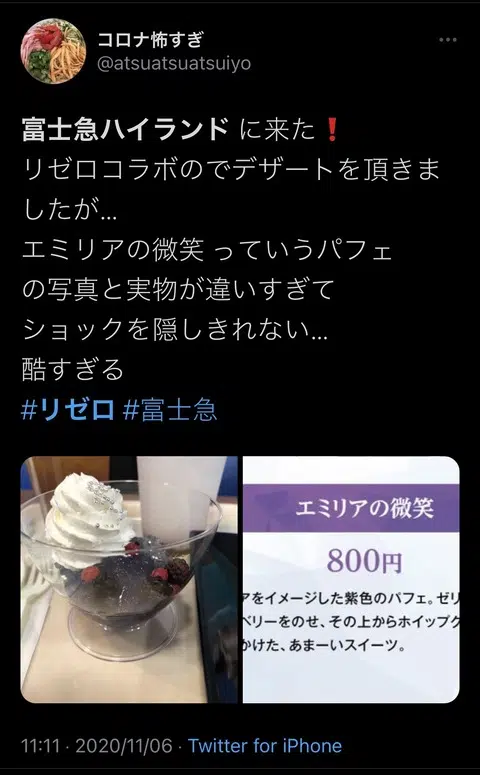 コロナ怖すぎ
@atsuatsuatsuiyo
富士急ハイランド に来た❗
リゼロコラボのでデザートを頂きま
したが...
エミリアの微笑 っていうパフェ
の写真と実物が違いすぎて
ショックを隠しきれない...
酷すぎる
#リゼロ #富士急
エミリアの微笑
800円
アをイメージした紫色のパフェ。ゼリ
ベリーをのせ、その上からホイップク
かけた、あまーいスイーツ。
11:11 · 2020/11/06 · Twitter for iPhone